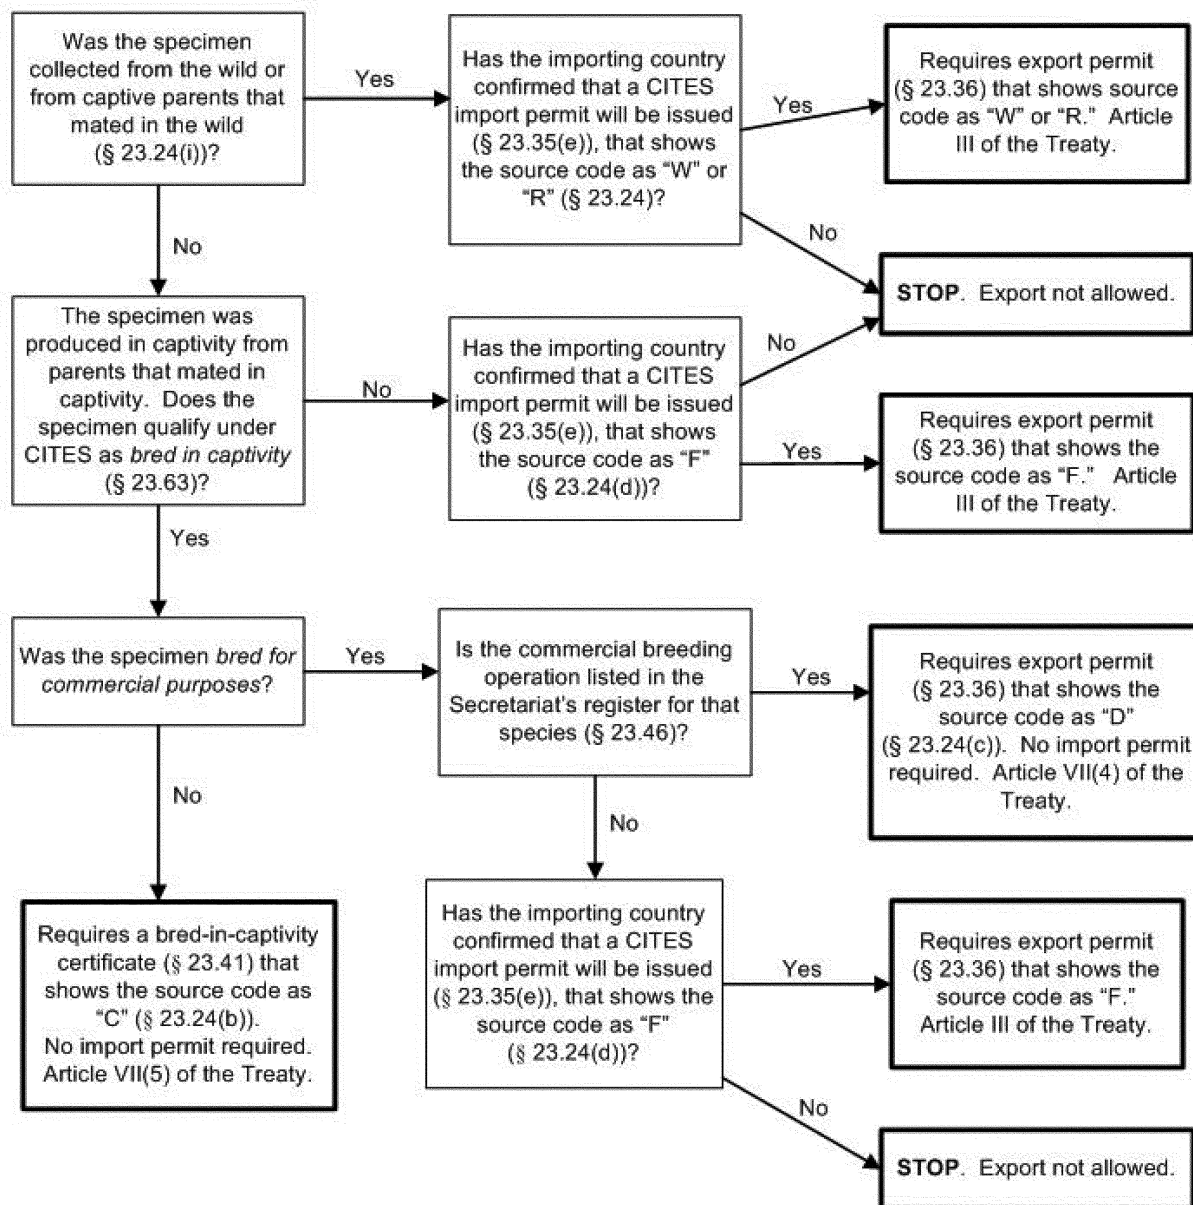 Was the specimen
collected from the wild or
from captive parents that
mated in the wild
(§ 23.24(i))?
Yes
Has the importing country
confirmed that a CITES
import permit will be issued
(§ 23.35(e)), that shows
the source code as “W” or
“R” (§ 23.24)?
Yes
Requires export permit
(§ 23.36) that shows source
code as “W” or “R.” Article
III of the Treaty.
No
No
STOP. Export not allowed.
The specimen was
produced in captivity from
parents that mated in
captivity. Does the
specimen qualify under
CITES as bred in captivity
(§ 23.63)?
No
Has the importing country
confirmed that a CITES
import permit will be issued
(§ 23.35(e)), that shows
the source code as “F”
(§ 23.24(d))?
No
Yes
Requires export permit
(§ 23.36) that shows the
source code as “F.” Article
III of the Treaty.
Yes
Was the specimen bred for
commercial purposes?
Yes
Is the commercial breeding
operation listed in the
Secretariat’s register for that
species (§ 23.46)?
Yes
Requires export permit
(§ 23.36) that shows the
source code as “D”
(§ 23.24(c)). No import permit
required. Article VII(4) of the
Treaty.
No
No
Requires a bred-in-captivity
certificate (§ 23.41) that
shows the source code as
“C” (§ 23.24(b)).
No import permit required.
Article VII(5) of the Treaty.
Has the importing country
confirmed that a CITES
import permit will be issued
(§ 23.35(e)), that shows the
source code as “F”
(§ 23.24(d))?
Yes
Requires export permit
(§ 23.36) that shows the
source code as “F.”
Article III of the Treaty.
No
STOP. Export not allowed.